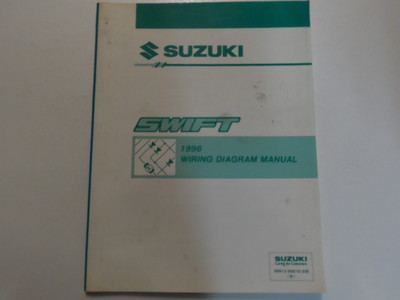 SUZUKI
SWIFT
1996
WIRING DIAGRAM MANUAL
SUZUKI